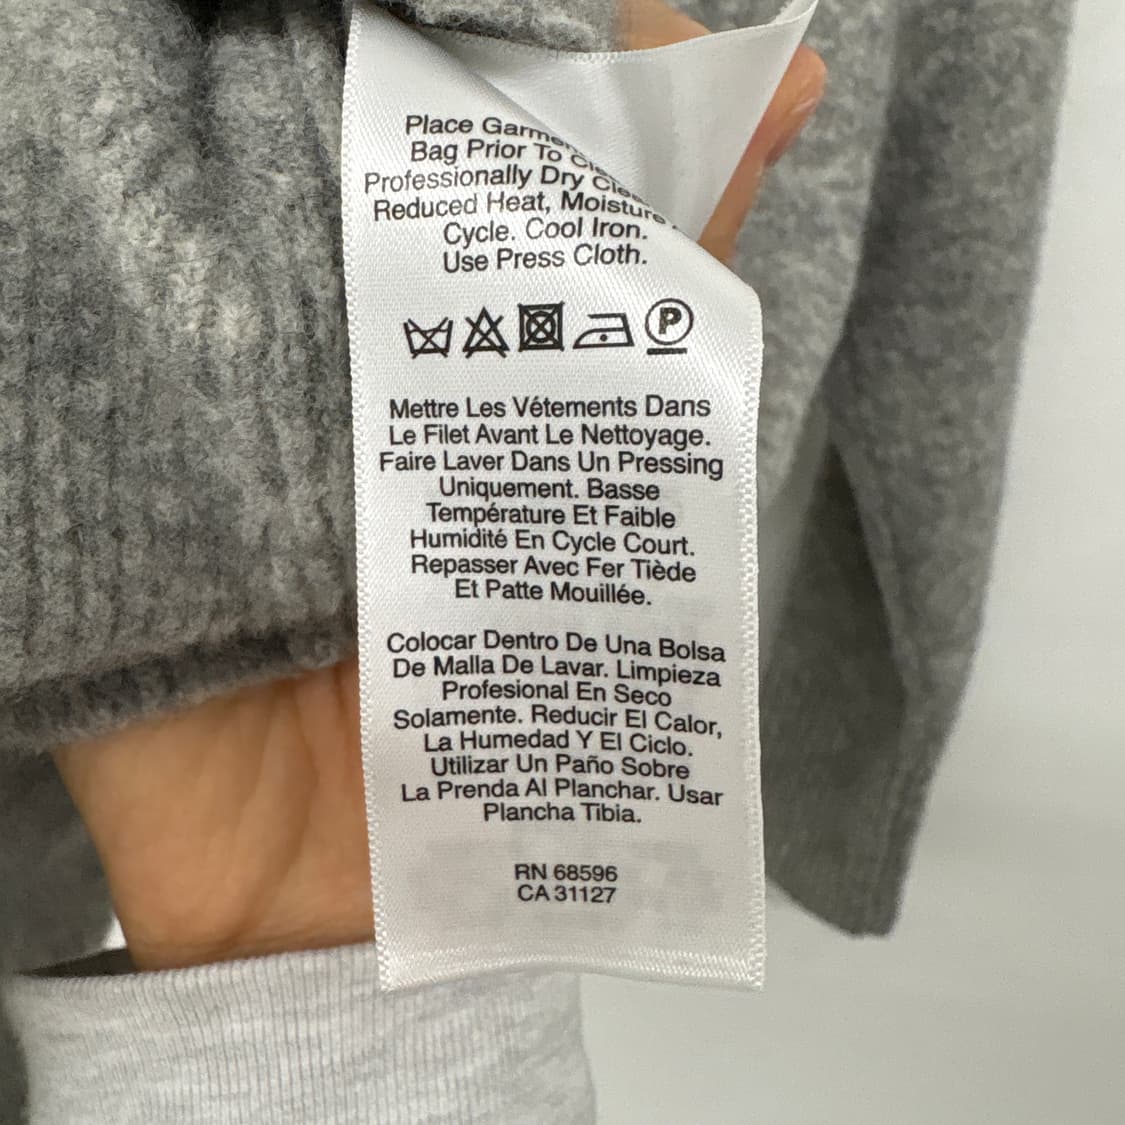 Place
Bag Prior To
Professionally Dry
Reduced Heat, Moisture,
Cycle. Cool Iron.
Use Press Cloth.
P
Mettre Les Vêtements Dans
Le Filet Avant Le Nettoyage.
Faire Laver Dans Un Pressing
Uniquement. Basse
Température Et Faible
Humidité En Cycle Court.
Repasser Avec Fer Tiède
Et Patte Mouillée.
Colocar Dentro De Una Bolsa
De Malla De Lavar. Limpieza
Profesional En Seco
Solamente. Reducir El Calor,
La Humedad Y El Ciclo.
Utilizar Un Paño Sobre
La Prenda Al Planchar. Usar
Plancha Tibia.
RN 68596
CA 31127